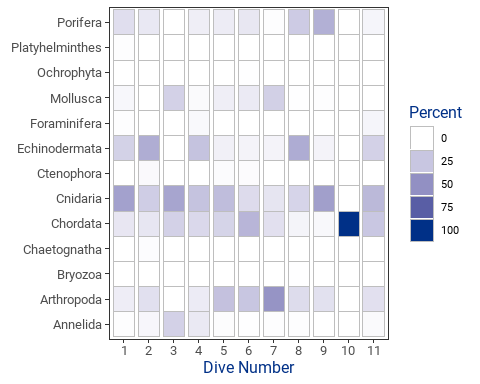 Porifera
Platyhelminthes
Ochrophyta
Mollusca
Foraminifera
Echinodermata
Ctenophora
Cnidaria
Chordata
Chaetognatha
Bryozoa
Arthropoda
Annelida
1 2 3 4 5 6 7 8 9 10 11
Dive Number
Percent
0
25
50
75
100